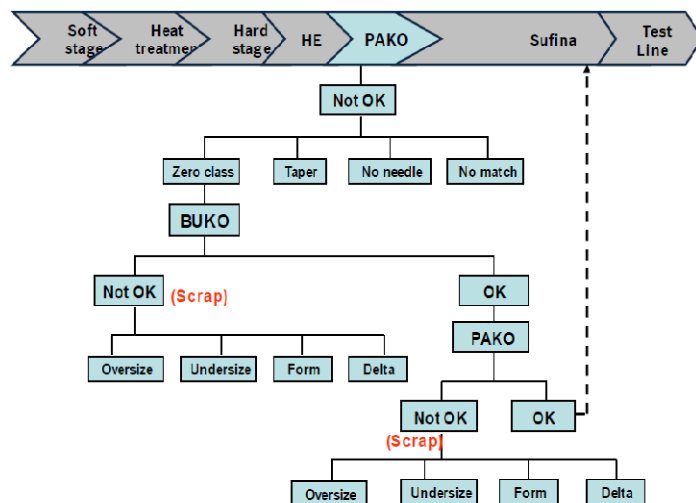 Soft stage
Heat treatmen
Hard stage
HE
PAKO
Sufina
Test Line
Not OK
Zero class
Taper
No needle
No match
BUKO
Not OK
(Scrap)
OK
PAKO
Oversize
Undersize
Form
Delta
Not OK
OK
(Scrap)
Oversize
Undersize
Form
Delta